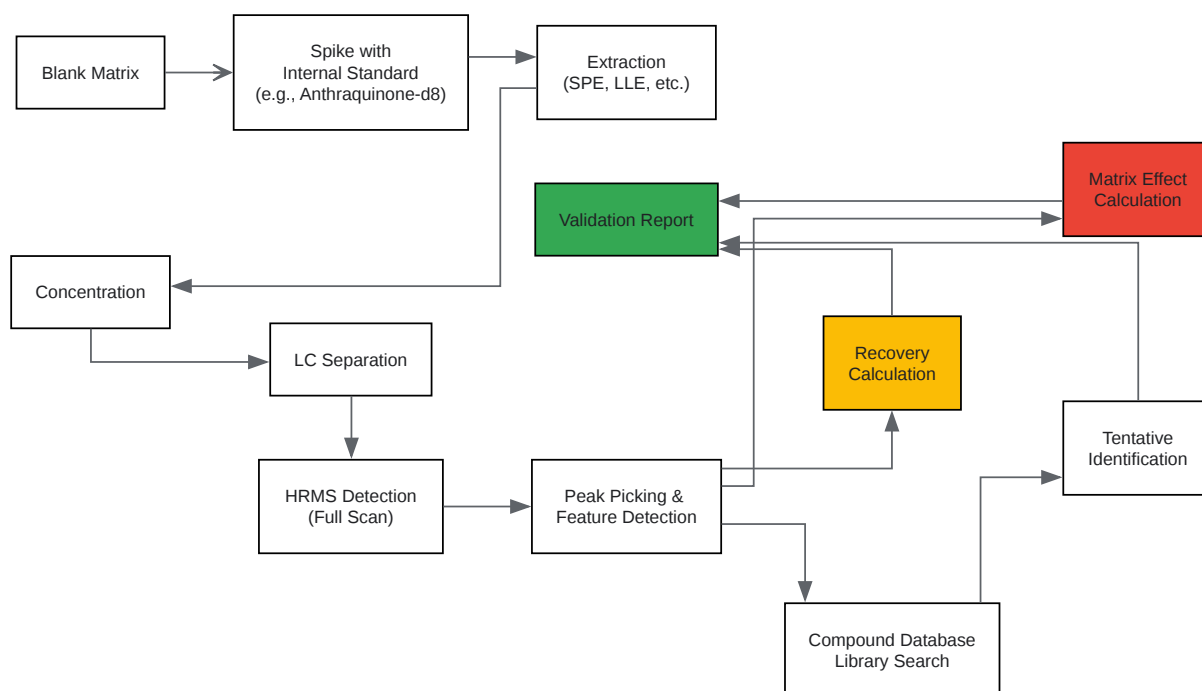 Blank Matrix
Spike with
Internal Standard
(e.g., Anthraquinone-d8)
Extraction
(SPE, LLE, etc.)
Matrix Effect
Calculation
Validation Report
Concentration
LC Separation
Recovery
Calculation
Tentative
Identification
HRMS Detection
(Full Scan)
Peak Picking &
Feature Detection
Compound Database
Library Search